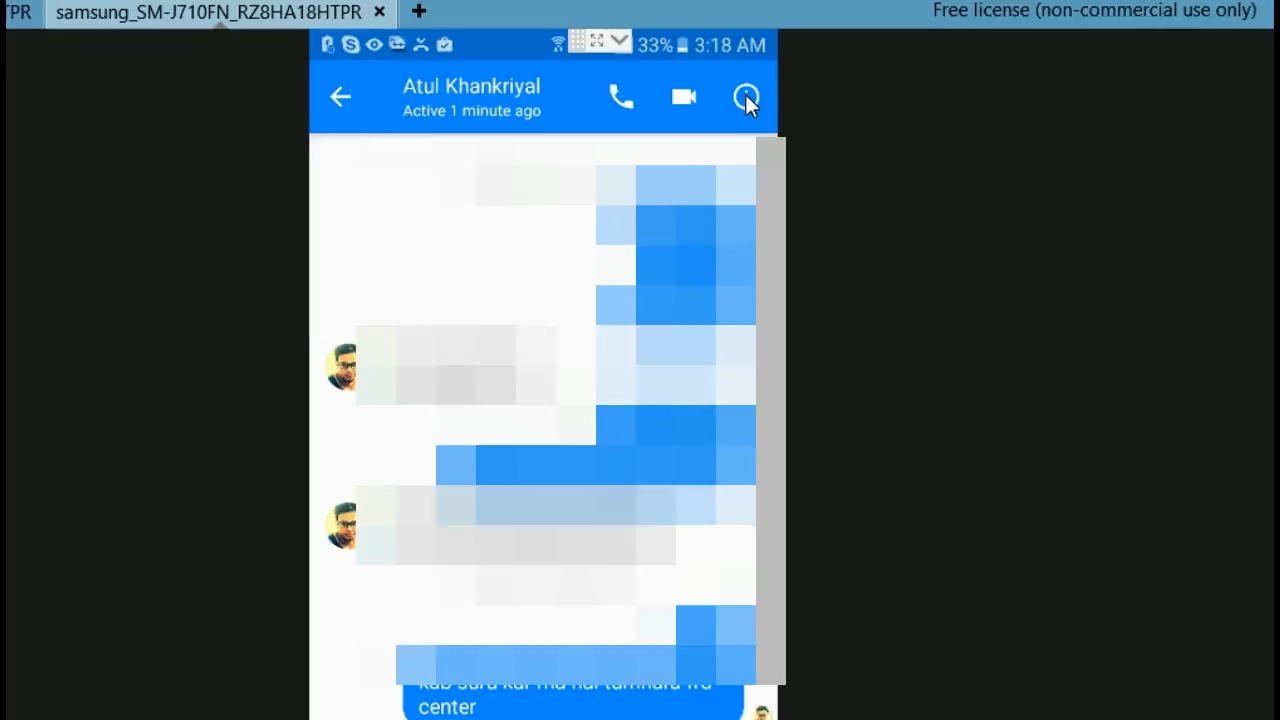 TPR samsung_SM-J710FN_RZ8HA18HTPR × + Free license (non-commercial use only)
33% 3:18 AM
Atul Khankriyal
Active 1 minute ago
center